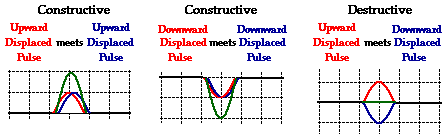 Constructive
Upward Upward
Displaced meets Displaced
Pulse Pulse
Constructive
Downward Downward
Displaced meets Displaced
Pulse Pulse
Destructive
Upward Downward
Displaced meets Displaced
Pulse Pulse